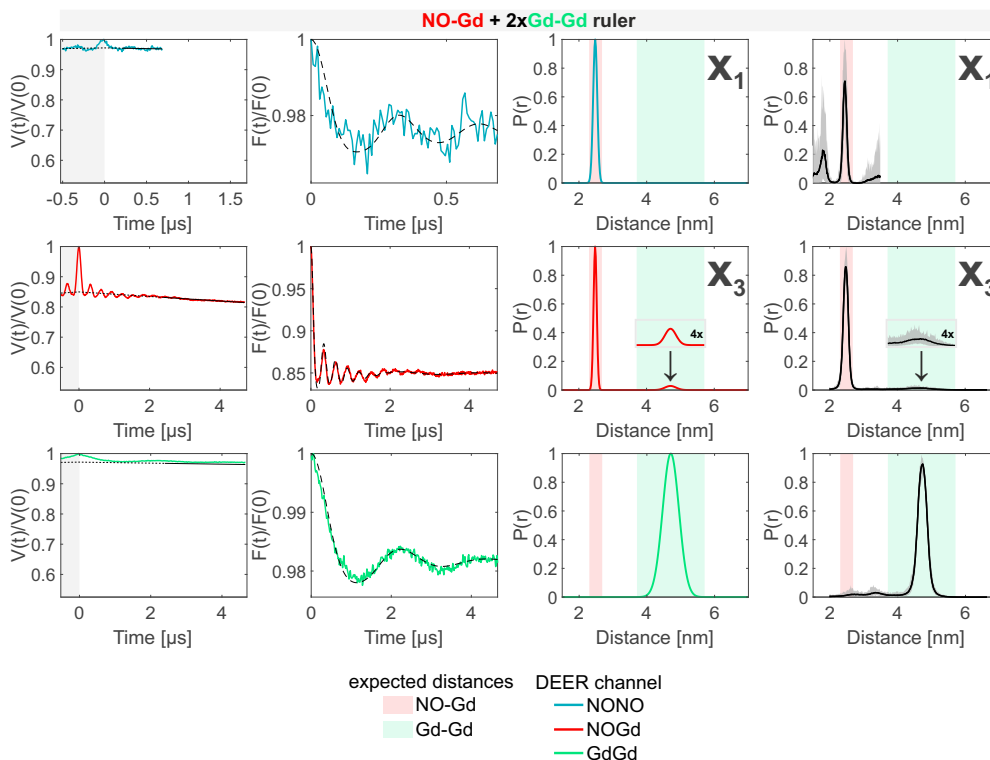 NO-Gd + 2xGd-Gd ruler
V(t)/V(0)
1
0.9
0.8
0.7
0.6
-0.5 0 0.5 1 1.5
Time [µs]
F(t)/F(0)
1
0.98
0 0.5
Time [µs]
P(r)
1
0.8
0.6
0.4
0.2
0
2 4 6
Distance [nm]
X1
P(r)
1
0.8
0.6
0.4
0.2
0
2 4 6
Distance [nm]
X1
V(t)/V(0)
1
0.9
0.8
0.7
0.6
0 2 4
Time [µs]
F(t)/F(0)
1
0.95
0.9
0.85
0 2 4
Time [µs]
P(r)
1
0.8
0.6
0.4
0.2
0
2 4 6
Distance [nm]
X3
4x
P(r)
1
0.8
0.6
0.4
0.2
0
2 4 6
Distance [nm]
X3
4x
V(t)/V(0)
1
0.9
0.8
0.7
0.6
0 2 4
Time [µs]
F(t)/F(0)
1
0.99
0.98
0 2 4
Time [µs]
P(r)
1
0.8
0.6
0.4
0.2
0
2 4 6
Distance [nm]
P(r)
1
0.8
0.6
0.4
0.2
0
2 4 6
Distance [nm]
expected distances
NO-Gd
Gd-Gd
DEER channel
NONO
NOGd
GdGd